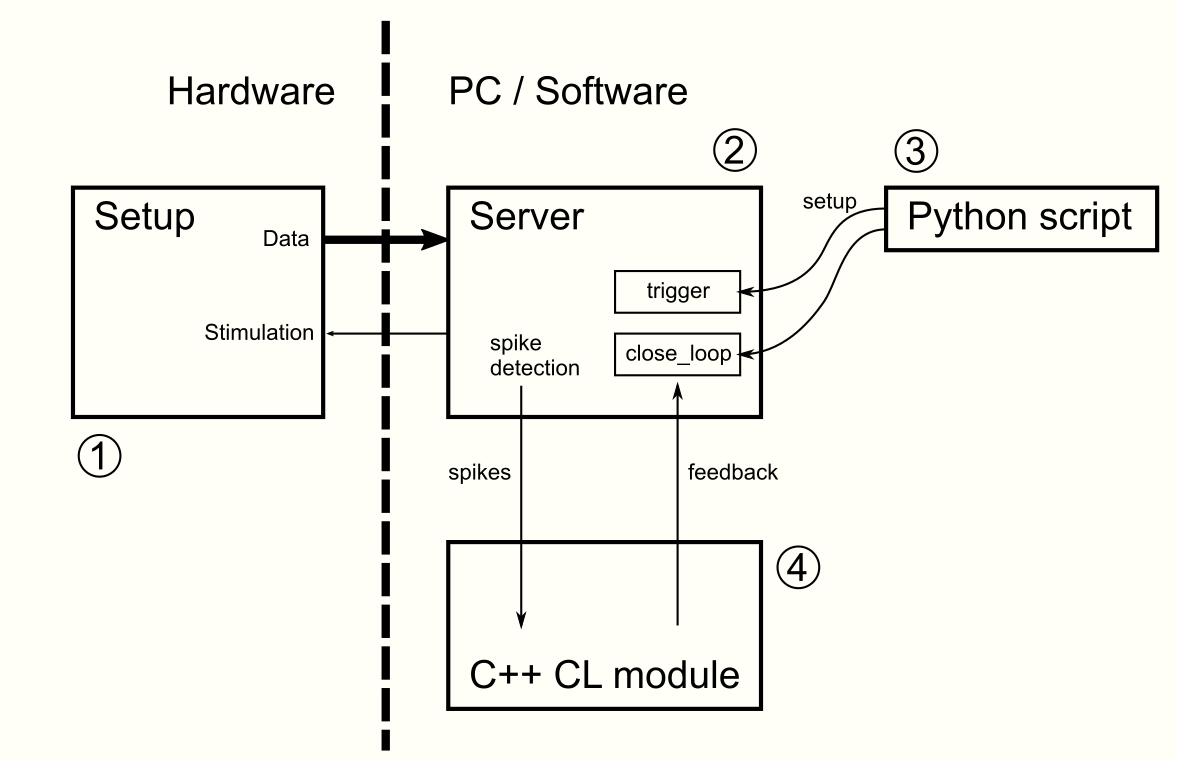 Hardware
PC / Software
②
③
Setup
Data
Stimulation
①
Server
trigger
close_loop
spike
detection
setup
Python script
spikes
feedback
④
C++ CL module